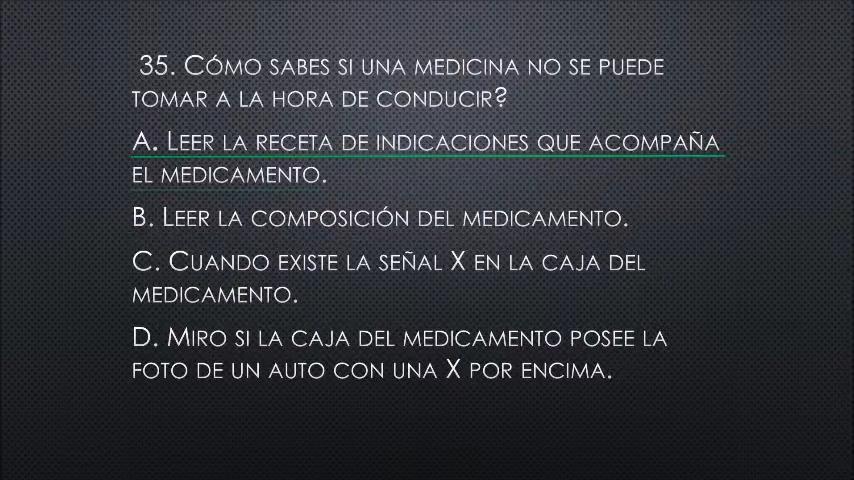 35. Cómo sabes si una medicina no se puede
tomar a la hora de conducir?
A. Leer la receta de indicaciones que acompaña
el medicamento.
B. Leer la composición del medicamento.
C. Cuando existe la señal X en la caja del
medicamento.
D. Miro si la caja del medicamento posee la
foto de un auto con una X por encima.